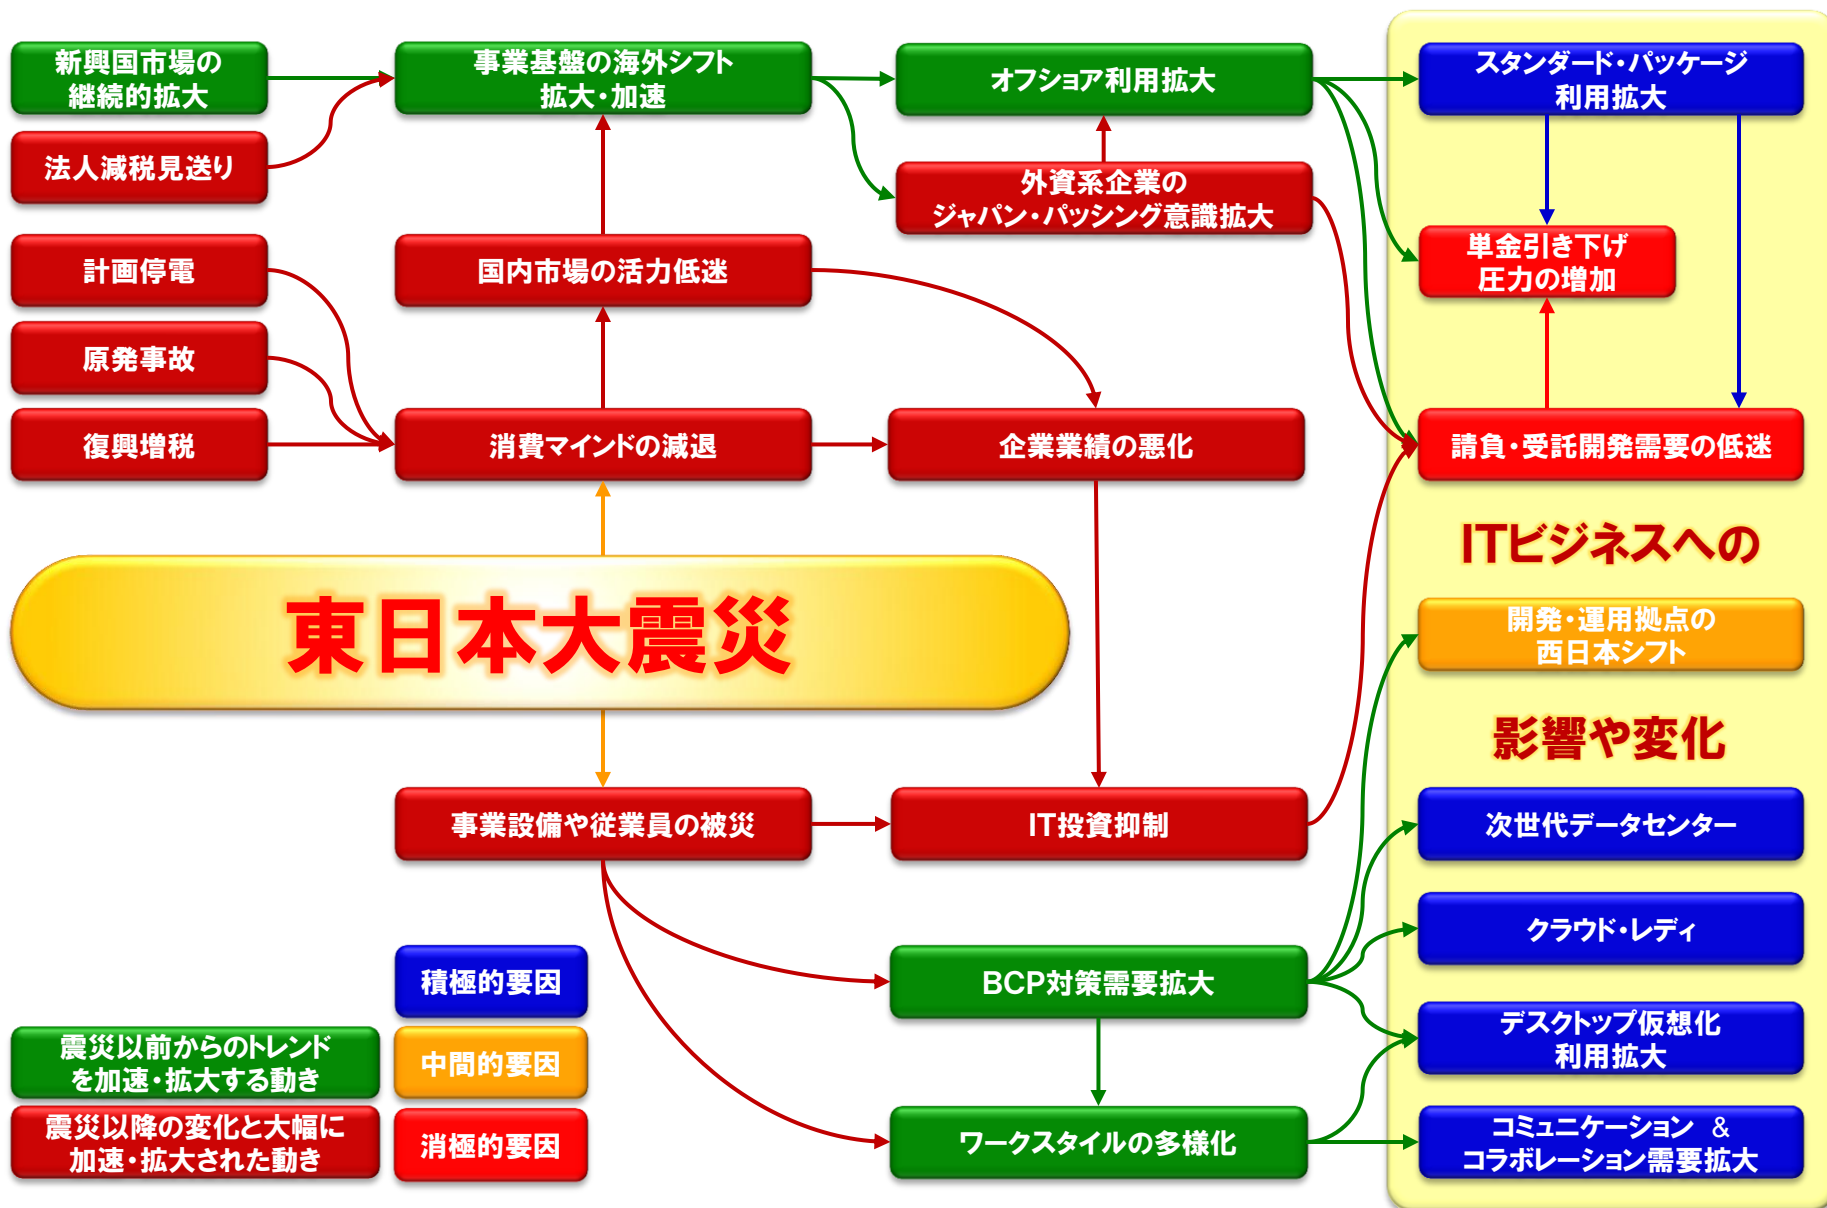 新興国市場の
継続的拡大
事業基盤の海外シフト
拡大・加速
オフショア利用拡大
スタンダード・パッケージ
利用拡大
法人減税見送り
外資系企業の
ジャパン・パッシング意識拡大
計画停電
国内市場の活力低迷
単金引き下げ
圧力の増加
原発事故
復興増税
消費マインドの減退
企業業績の悪化
請負・受託開発需要の低迷
ITビジネスへの
東日本大震災
開発・運用拠点の
西日本シフト
影響や変化
事業設備や従業員の被災
IT投資抑制
次世代データセンター
クラウド・レディ
積極的要因
BCP対策需要拡大
デスクトップ仮想化
利用拡大
震災以前からのトレンド
を加速・拡大する動き
中間的要因
震災以降の変化と大幅に
加速・拡大された動き
消極的要因
ワークスタイルの多様化
コミュニケーション &
コラボレーション需要拡大